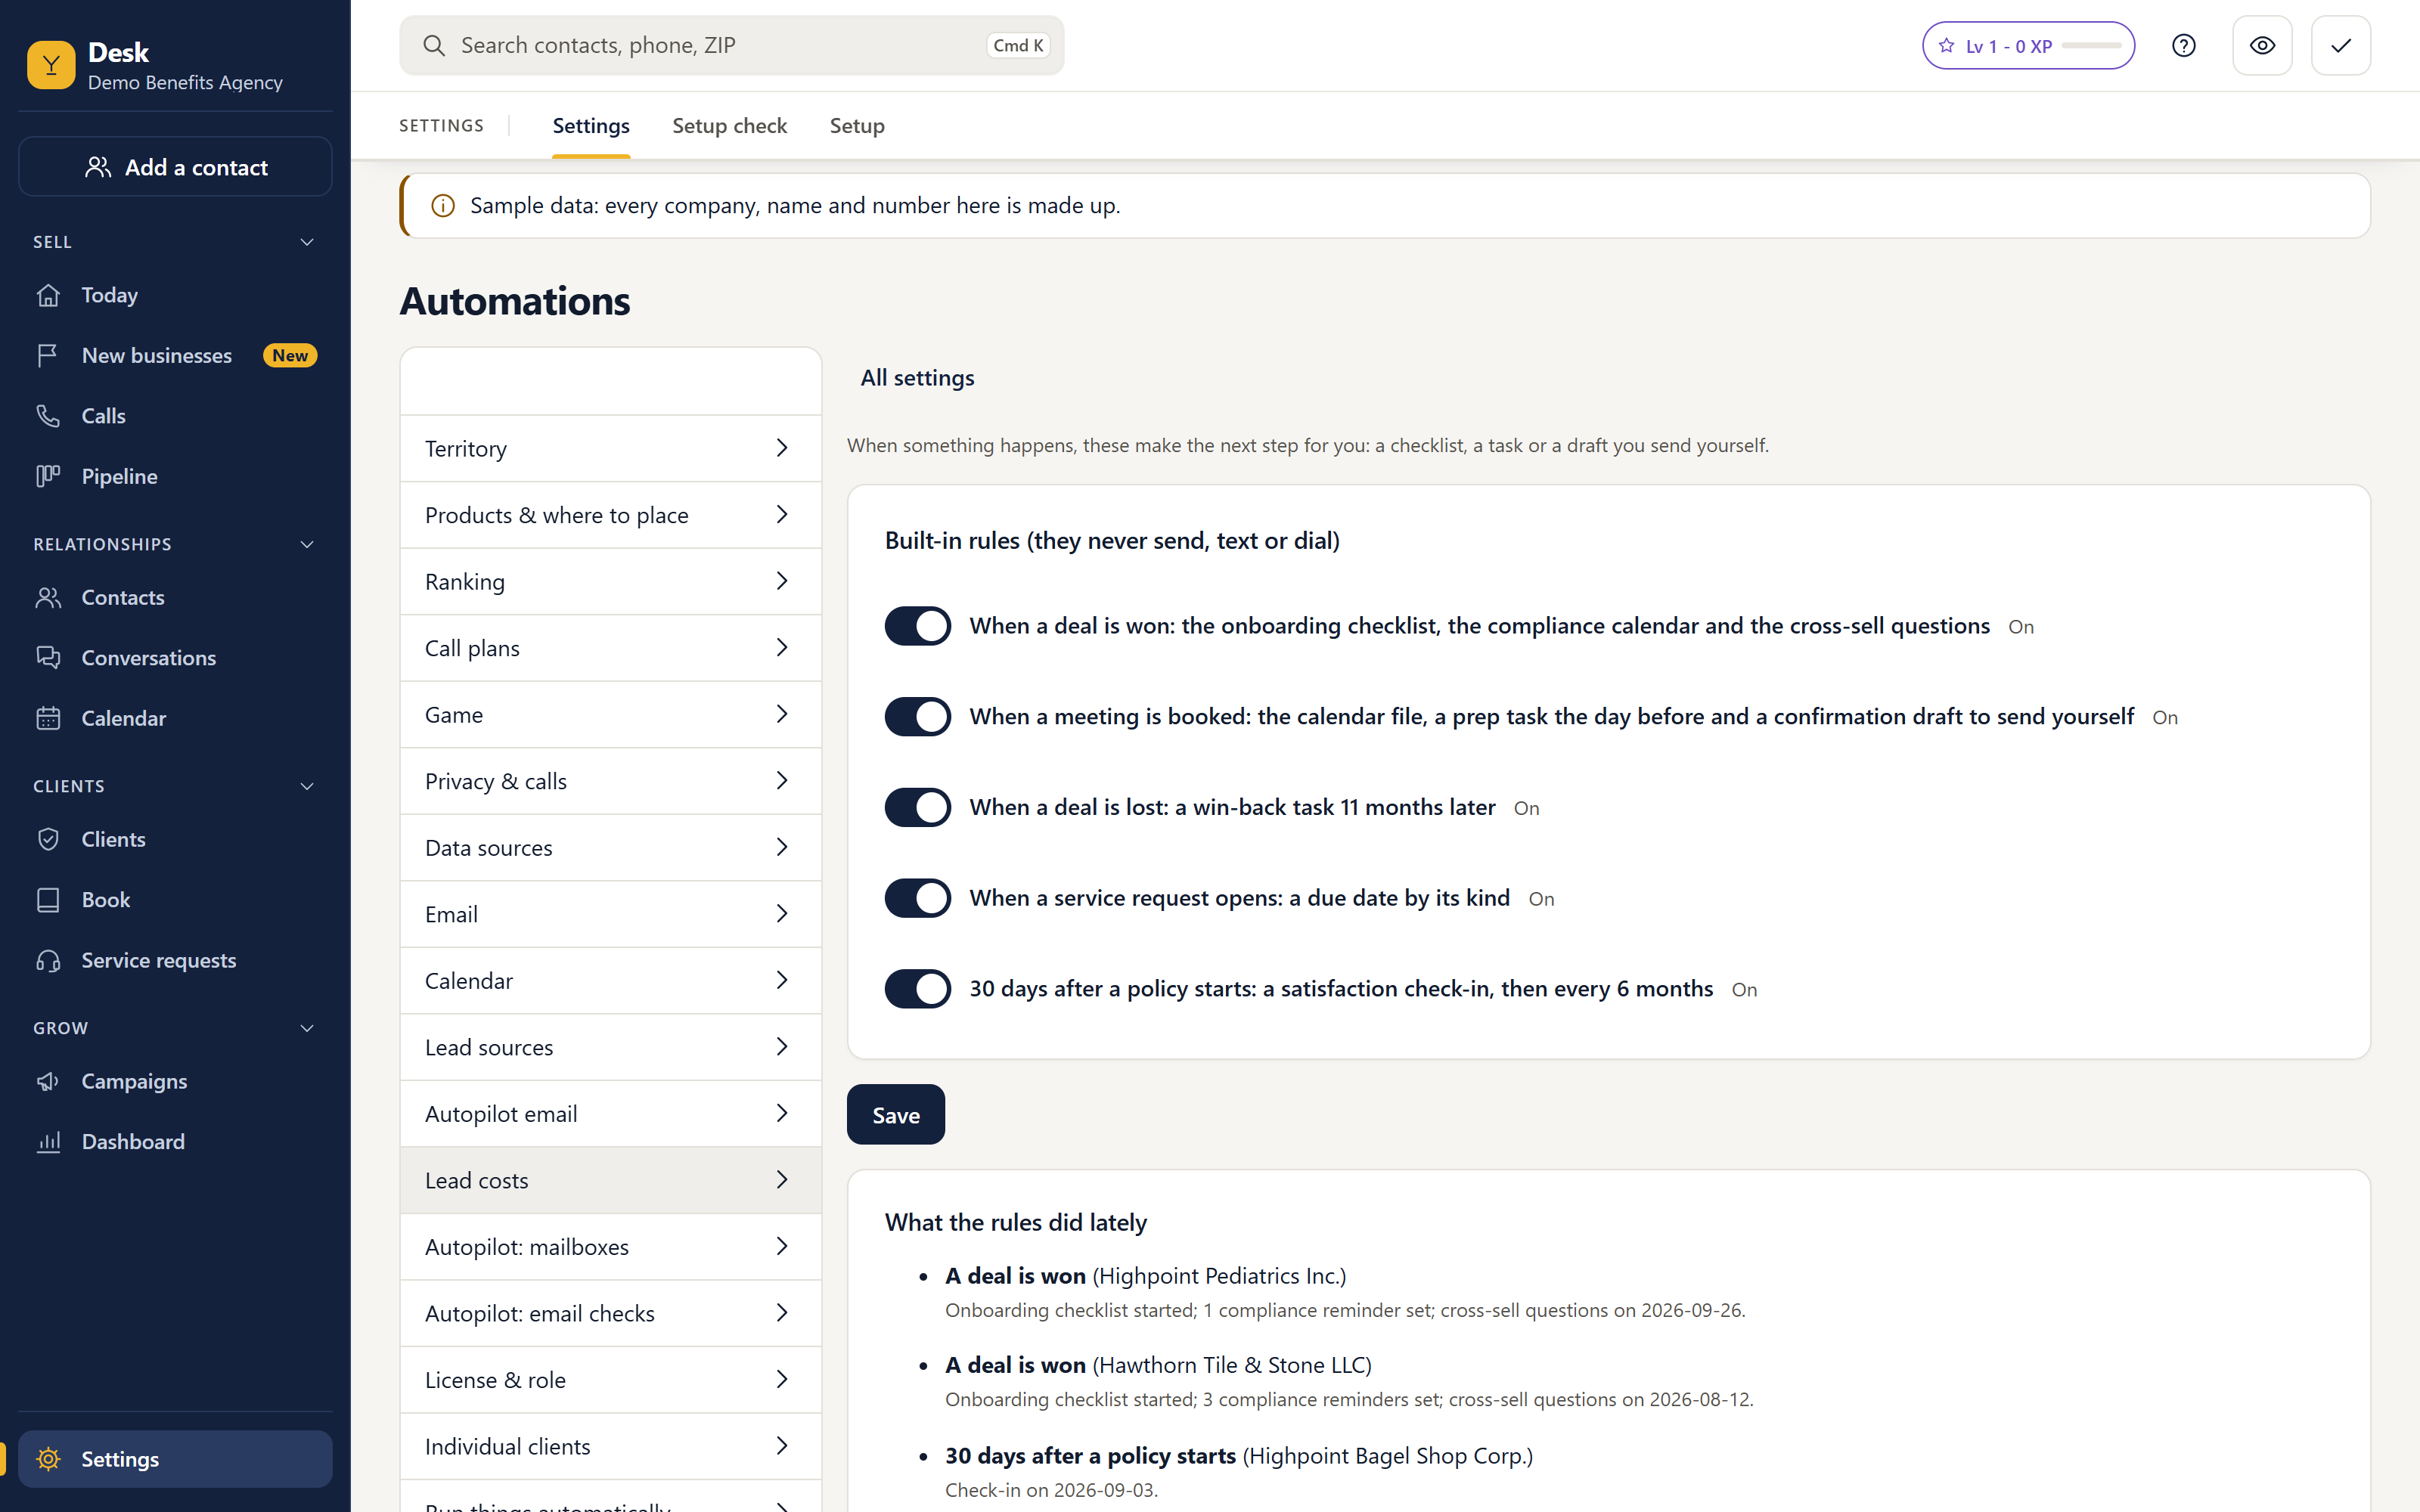 Desk
Demo Benefits Agency
Add a contact
SELL
Today
New businesses New
Calls
Pipeline
RELATIONSHIPS
Contacts
Conversations
Calendar
CLIENTS
Clients
Book
Service requests
GROW
Campaigns
Dashboard
Settings
Search contacts, phone, ZIP Cmd K
Lv 1 - 0 XP
SETTINGS Settings Setup check Setup
Sample data: every company, name and number here is made up.
Automations
Territory
Products & where to place
Ranking
Call plans
Game
Privacy & calls
Data sources
Email
Calendar
Lead sources
Autopilot email
Lead costs
Autopilot: mailboxes
Autopilot: email checks
License & role
Individual clients
Run things automatically
All settings
When something happens, these make the next step for you: a checklist, a task or a draft you send yourself.
Built-in rules (they never send, text or dial)
When a deal is won: the onboarding checklist, the compliance calendar and the cross-sell questions On
When a meeting is booked: the calendar file, a prep task the day before and a confirmation draft to send yourself On
When a deal is lost: a win-back task 11 months later On
When a service request opens: a due date by its kind On
30 days after a policy starts: a satisfaction check-in, then every 6 months On
Save
What the rules did lately
A deal is won (Highpoint Pediatrics Inc.)
Onboarding checklist started; 1 compliance reminder set; cross-sell questions on 2026-09-26.
A deal is won (Hawthorn Tile & Stone LLC)
Onboarding checklist started; 3 compliance reminders set; cross-sell questions on 2026-08-12.
30 days after a policy starts (Highpoint Bagel Shop Corp.)
Check-in on 2026-09-03.